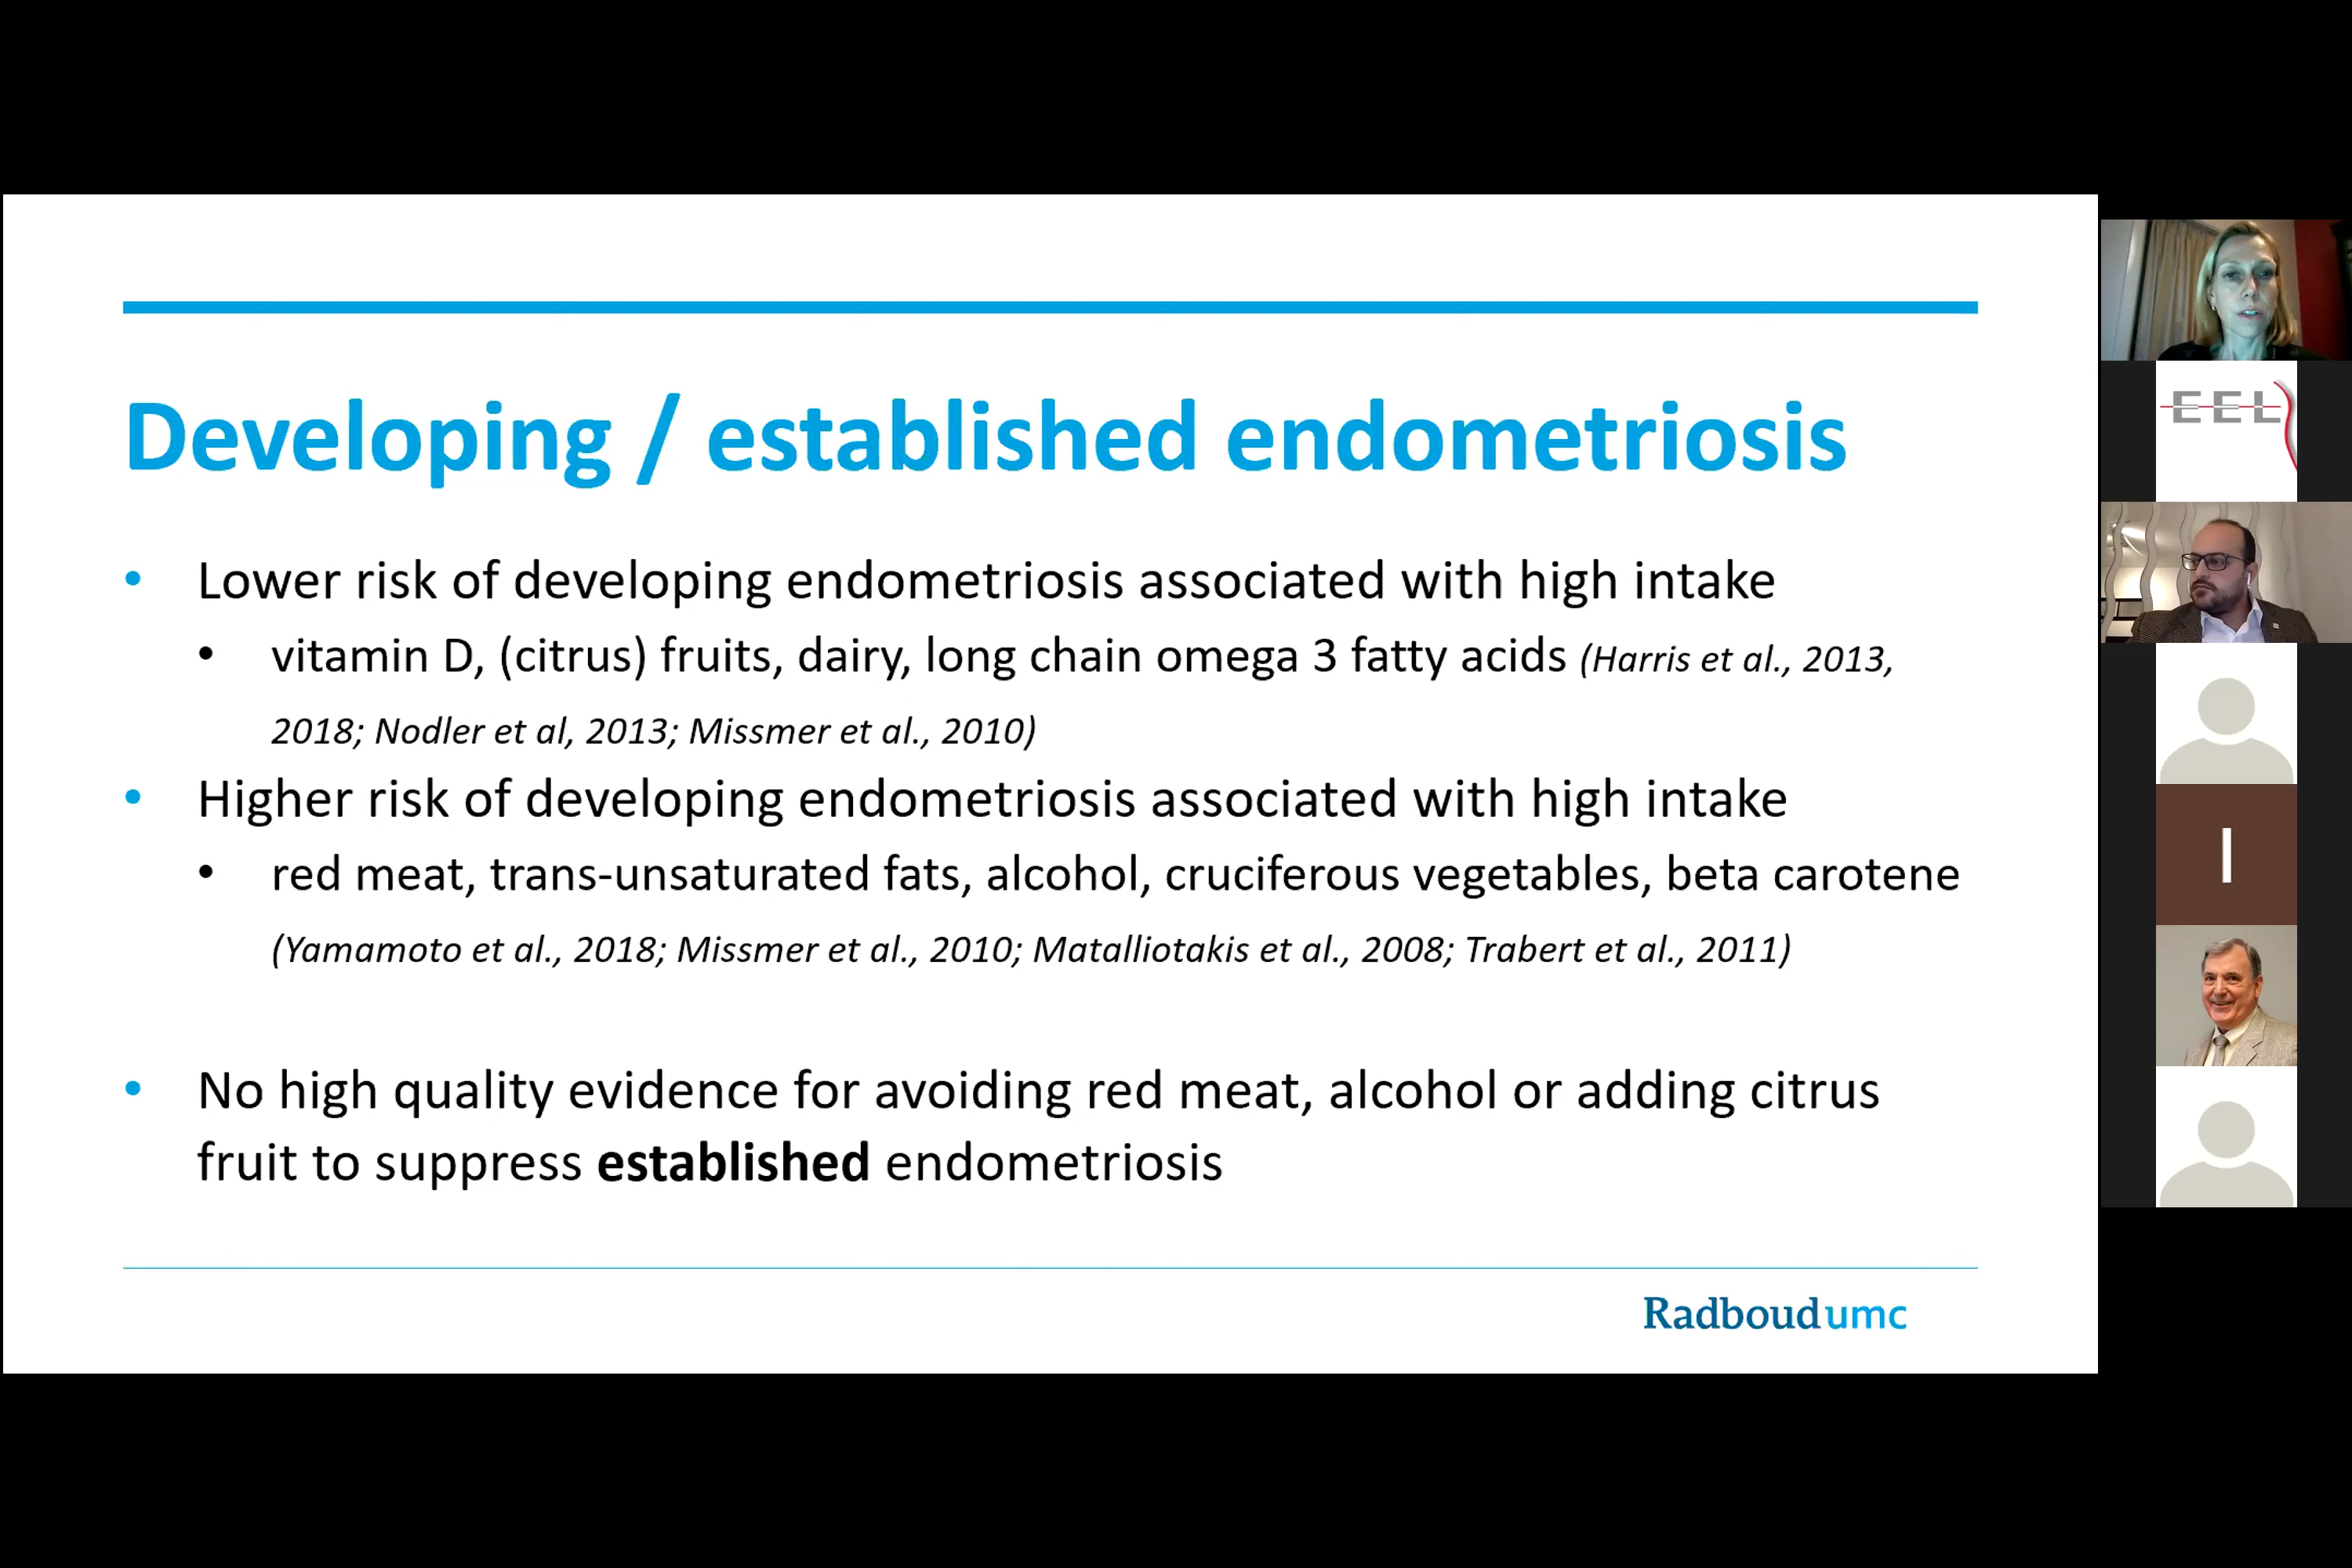 Developing / established endometriosis
• Lower risk of developing endometriosis associated with high intake
• vitamin D, (citrus) fruits, dairy, long chain omega 3 fatty acids (Harris et al., 2013,
2018; Nodler et al, 2013; Missmer et al., 2010)
• Higher risk of developing endometriosis associated with high intake
• red meat, trans-unsaturated fats, alcohol, cruciferous vegetables, beta carotene
(Yamamoto et al., 2018; Missmer et al., 2010; Matalliotakis et al., 2008; Trabert et al., 2011)
• No high quality evidence for avoiding red meat, alcohol or adding citrus
fruit to suppress established endometriosis
Radboudumc
EEL
I